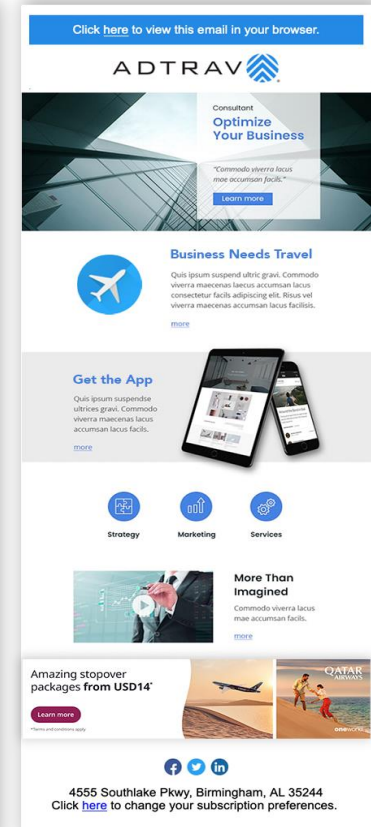 Click here to view this email in your browser.
ADTRAV
Consultant
Optimize
Your Business
"Commodo viverra lacus
mae accumsan facils."
Learn more
Business Needs Travel
Quis ipsum suspend ultric gravi. Commodo
viverra maecenas laecus accumsan lacus
consectetur facils adipiscing elit. Risus vel
viverra maecenas accumsan lacus facilisis.
more
Get the App
Quis ipsum suspendse
ultrices gravi. Commodo
viverra maecenas lacus
accumsan lacus facils.
more
Strategy
Marketing
Services
More Than
Imagined
Commodo viverra lacus
mae accumsan facils.
more
Amazing stopover
packages from USD14*
Learn more
*Terms and conditions apply
QATAR
AIRWAYS
oneworld
4555 Southlake Pkwy, Birmingham, AL 35244
Click here to change your subscription preferences.